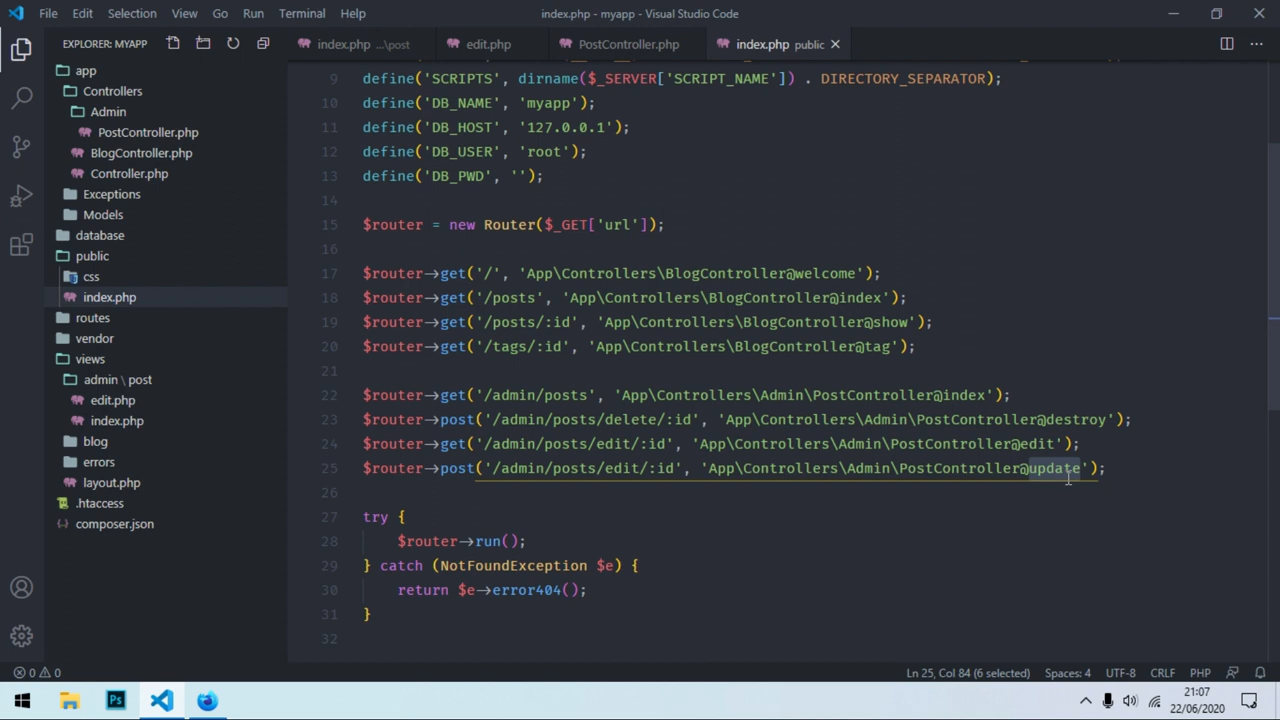 File Edit Selection View Go Run Terminal Help
index.php - myapp - Visual Studio Code
EXPLORER: MYAPP
index.php ...\post
edit.php
PostController.php
index.php public
app
Controllers
Admin
PostController.php
BlogController.php
Controller.php
Exceptions
Models
database
public
css
index.php
routes
vendor
views
admin \ post
edit.php
index.php
blog
errors
layout.php
.htaccess
composer.json
9 define('SCRIPTS', dirname($_SERVER['SCRIPT_NAME']) . DIRECTORY_SEPARATOR);
10 define('DB_NAME', 'myapp');
11 define('DB_HOST', '127.0.0.1');
12 define('DB_USER', 'root');
13 define('DB_PWD', '');
14
15 $router = new Router($_GET['url']);
16
17 $router->get('/', 'App\Controllers\BlogController@welcome');
18 $router->get('/posts', 'App\Controllers\BlogController@index');
19 $router->get('/posts/:id', 'App\Controllers\BlogController@show');
20 $router->get('/tags/:id', 'App\Controllers\BlogController@tag');
21
22 $router->get('/admin/posts', 'App\Controllers\Admin\PostController@index');
23 $router->post('/admin/posts/delete/:id', 'App\Controllers\Admin\PostController@destroy');
24 $router->get('/admin/posts/edit/:id', 'App\Controllers\Admin\PostController@edit');
25 $router->post('/admin/posts/edit/:id', 'App\Controllers\Admin\PostController@update');
26
27 try {
28 $router->run();
29 } catch (NotFoundException $e) {
30 return $e->error404();
31 }
32
0 0
Ln 25, Col 84 (6 selected) Spaces: 4 UTF-8 CRLF PHP
Ps
21:07
22/06/2020